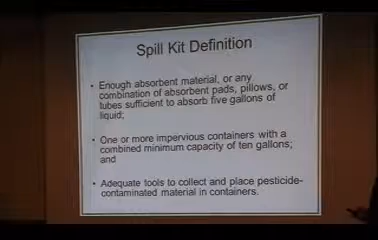 Spill Kit Definition
• Enough absorbent material, or any
combination of absorbent pads, pillows, or
tubes sufficient to absorb five gallons of
liquid;
• One or more impervious containers with a
combined minimum capacity of ten gallons;
and
• Adequate tools to collect and place pesticide-
contaminated material in containers.